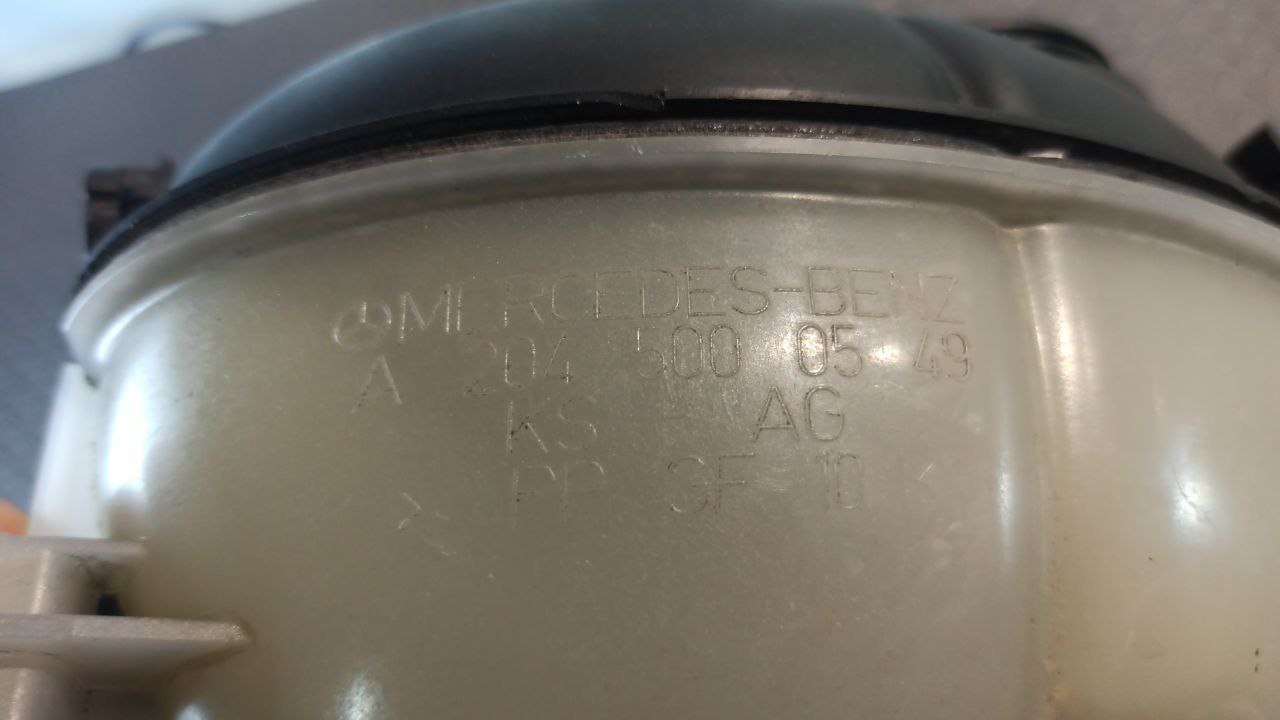 MERCEDES-BENZ
A 204 500 05 49
KS - AG
> PP GF 10 <